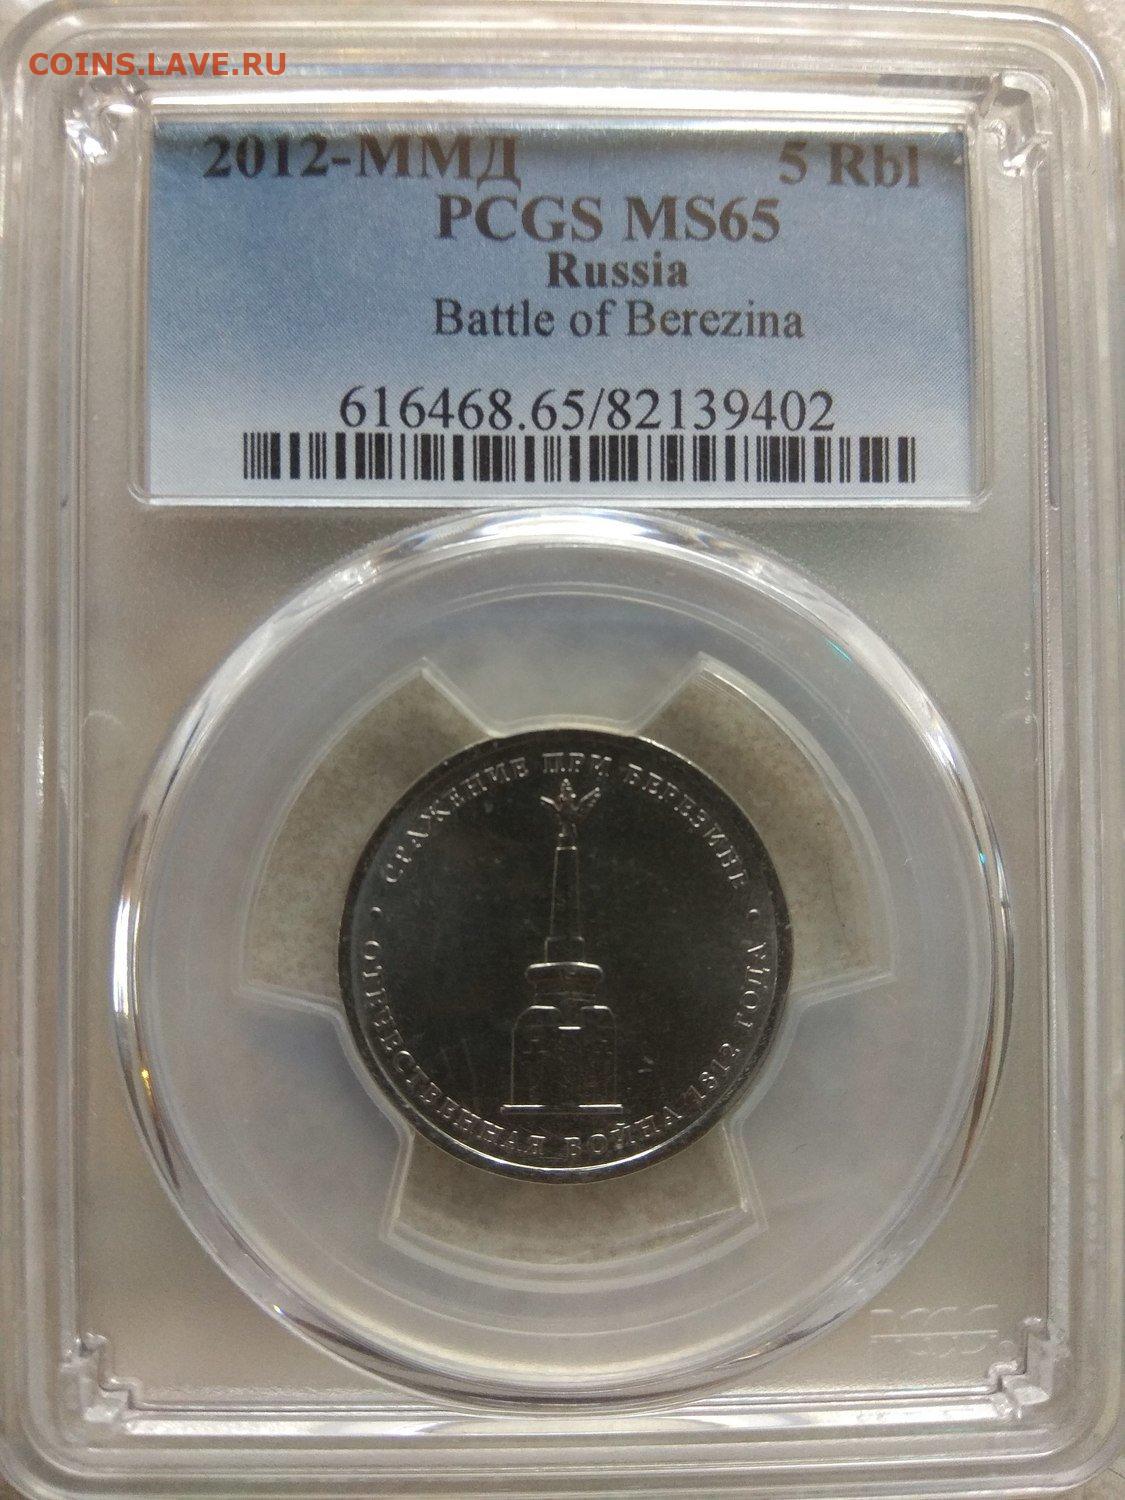 COINS.LAVE.RU
2012-ММД 5 Rbl
PCGS MS65
Russia
Battle of Berezina
616468.65/82139402
СРАЖЕНИЕ ПРИ БЕРЕЗИНЕ
ОТЕЧЕСТВЕННАЯ ВОЙНА 1812 ГОДА
PCGS